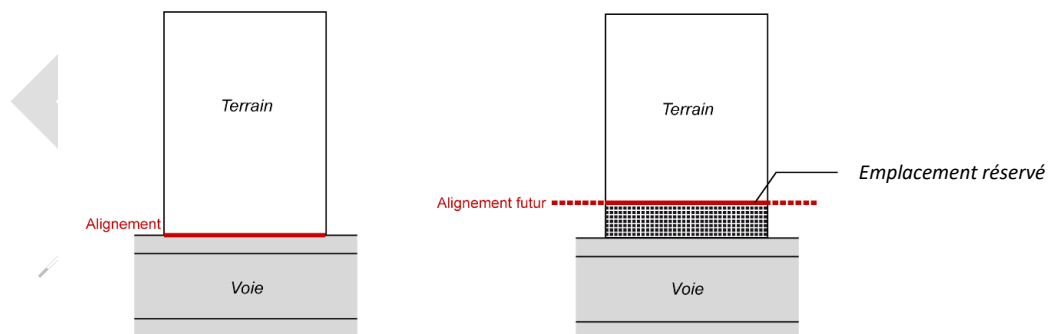 Terrain
Alignement
Voie
Terrain
Emplacement réservé
Alignement futur
Voie